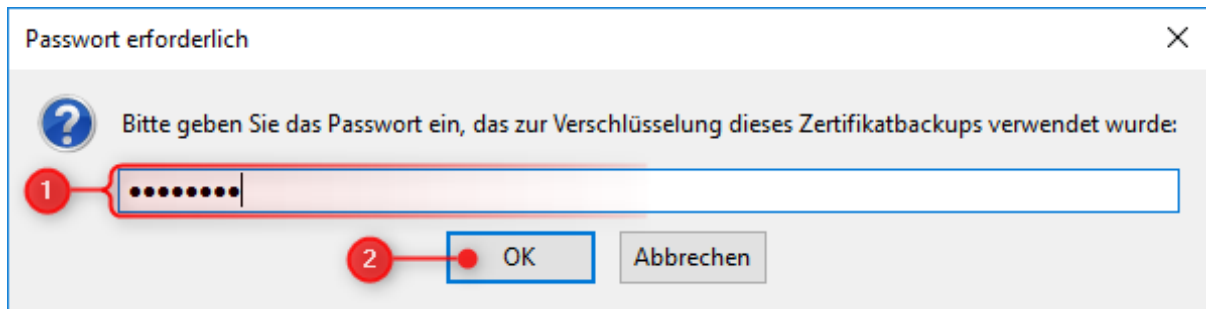 Passwort erforderlich
Bitte geben Sie das Passwort ein, das zur Verschlüsselung dieses Zertifikatbackups verwendet wurde:
1
••••••••
2
OK
Abbrechen